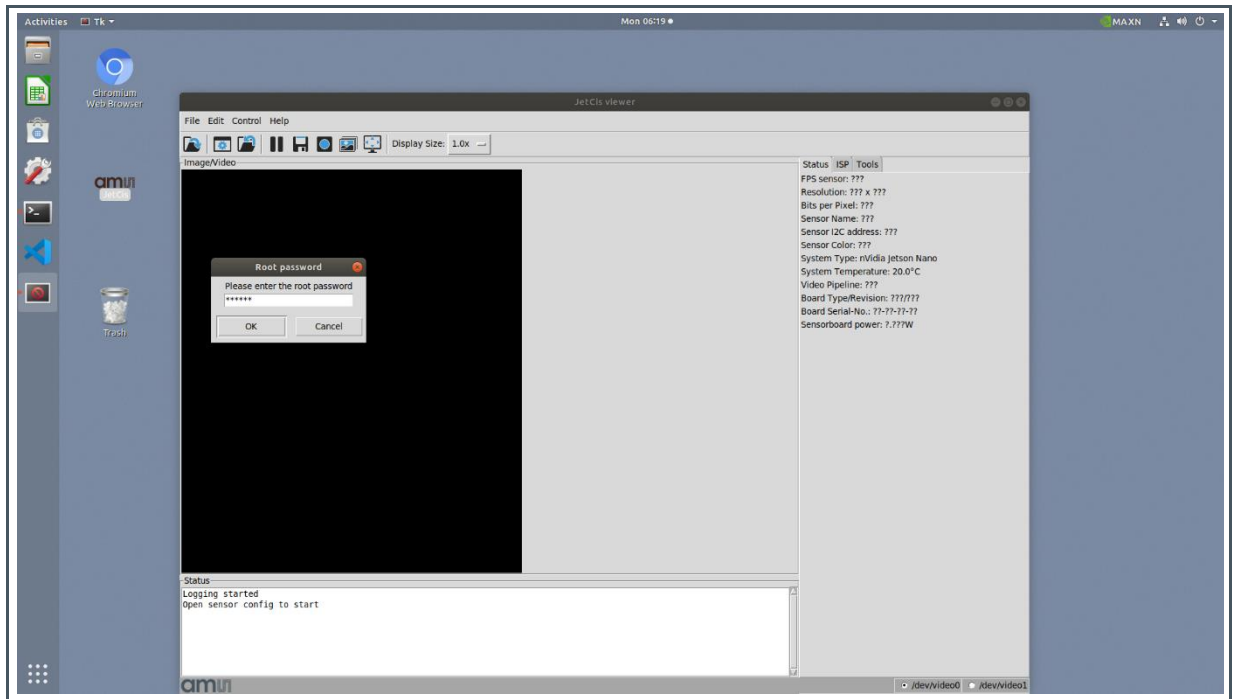 Activities Tk
Mon 06:19
MAXN
Chromium
Web Browser
amu
JetCis
Trash
JetCis viewer
File Edit Control Help
Display Size: 1.0x
Image/Video
Root password
Please enter the root password
******
OK Cancel
Status ISP Tools
FPS sensor: ???
Resolution: ??? x ???
Bits per Pixel: ???
Sensor Name: ???
Sensor I2C address: ???
Sensor Color: ???
System Type: nVidia Jetson Nano
System Temperature: 20.0°C
Video Pipeline: ???
Board Type/Revision: ???/???
Board Serial-No.: ??-??-??-??
Sensorboard power: ?.???W
Status
Logging started
Open sensor config to start
amu
/dev/video0 /dev/video1